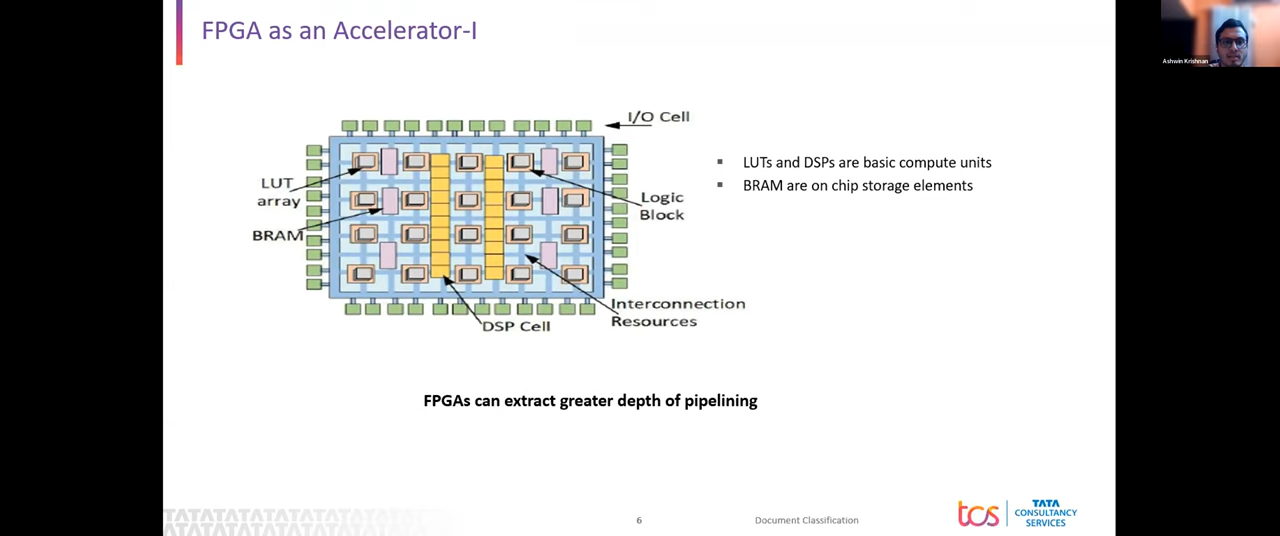 FPGA as an Accelerator-I
Ashwin Krishnan
I/O Cell
LUT
array
BRAM
Logic
Block
Interconnection
Resources
DSP Cell
▪ LUTs and DSPs are basic compute units
▪ BRAM are on chip storage elements
FPGAs can extract greater depth of pipelining
6
Document Classification
tcs
TATA
CONSULTANCY
SERVICES